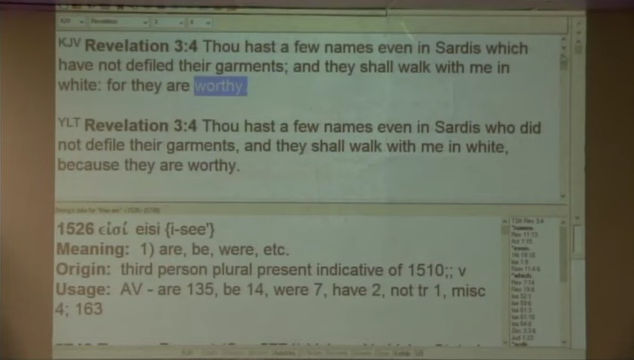 KJV Revelation 3 4
KJV Revelation 3:4 Thou hast a few names even in Sardis which
have not defiled their garments; and they shall walk with me in
white: for they are worthy.
YLT Revelation 3:4 Thou hast a few names even in Sardis who did
not defile their garments, and they shall walk with me in white,
because they are worthy.
1526 εἰσί eisi {i-see'}
Meaning: 1) are, be, were, etc.
Origin: third person plural present indicative of 1510;; v
Usage: AV - are 135, be 14, were 7, have 2, not tr 1, misc
4; 163